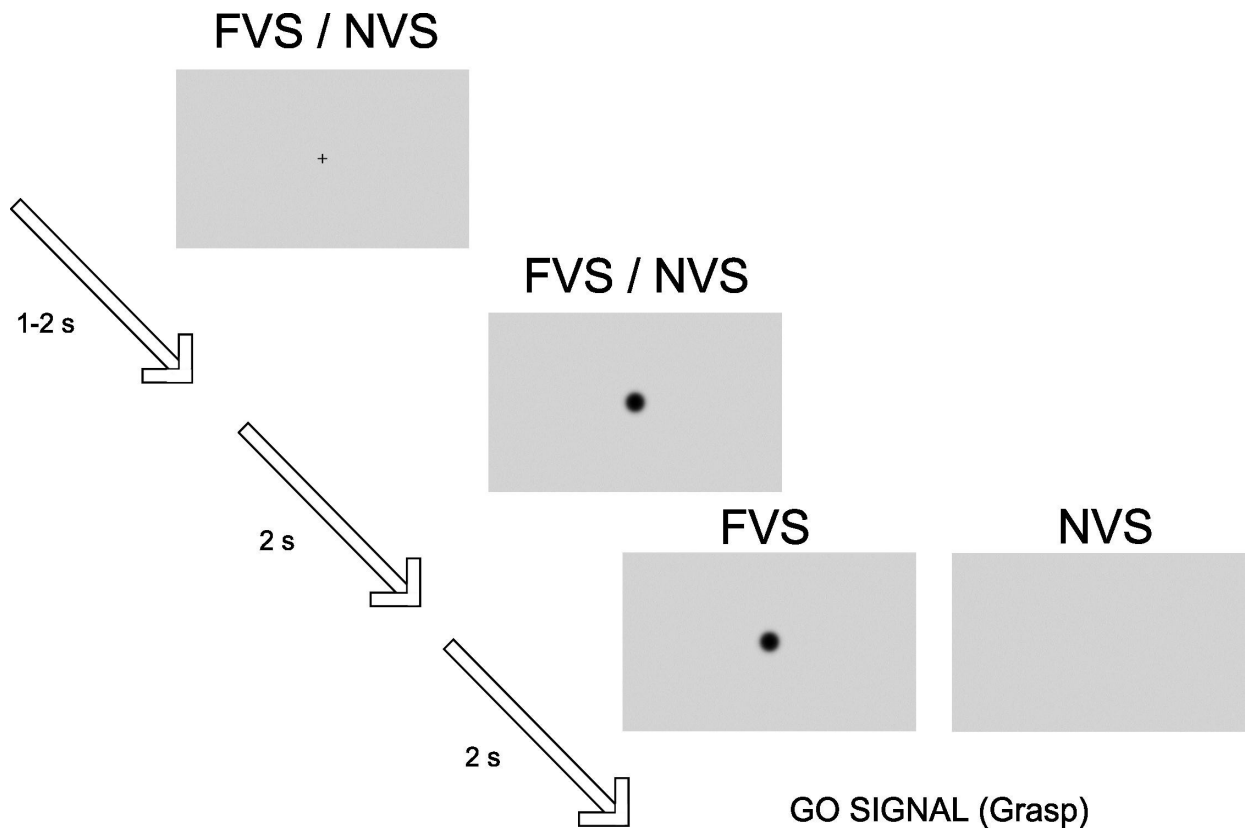 FVS / NVS
1-2 s
FVS / NVS
2 s
FVS
NVS
2 s
GO SIGNAL (Grasp)